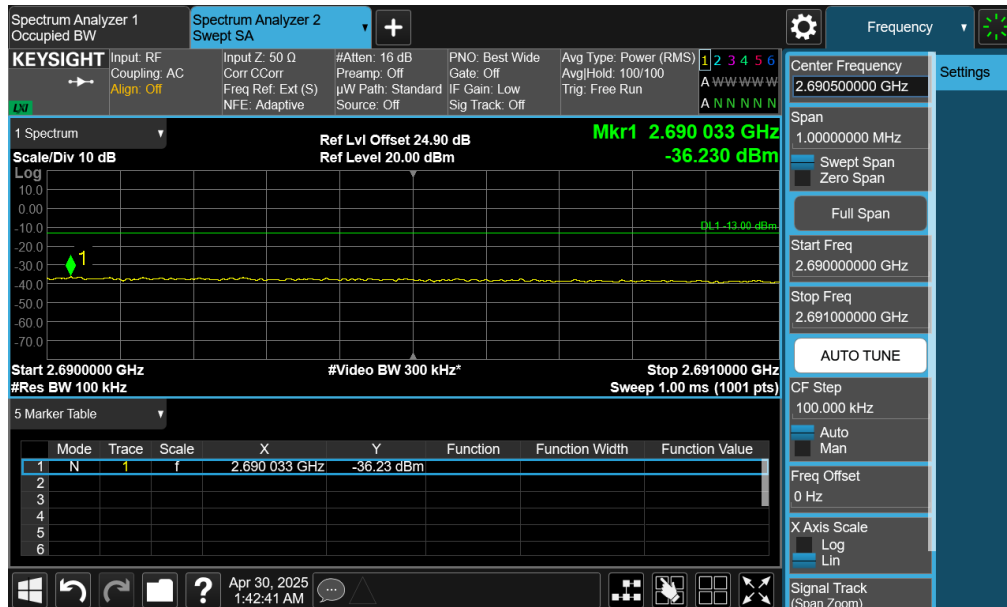 Spectrum Analyzer 1
Occupied BW
Spectrum Analyzer 2
Swept SA
Frequency
KEYSIGHT
LXI
Input: RF
Coupling: AC
Align: Off
Input Z: 50 Ω
Corr CCorr
Freq Ref: Ext (S)
NFE: Adaptive
#Atten: 16 dB
Preamp: Off
µW Path: Standard
Source: Off
PNO: Best Wide
Gate: Off
IF Gain: Low
Sig Track: Off
Avg Type: Power (RMS)
Avg|Hold: 100/100
Trig: Free Run
1 2 3 4 5 6
A W W W W W
A N N N N N
1 Spectrum
Scale/Div 10 dB
Ref Lvl Offset 24.90 dB
Ref Level 20.00 dBm
Mkr1 2.690 033 GHz
-36.230 dBm
Log
10.0
0.00
-10.0
-20.0
-30.0
-40.0
-50.0
-60.0
-70.0
DL1 -13.00 dBm
1
Start 2.6900000 GHz
#Video BW 300 kHz*
Stop 2.6910000 GHz
#Res BW 100 kHz
Sweep 1.00 ms (1001 pts)
5 Marker Table
Mode Trace Scale X Y Function Function Width Function Value
1 N 1 f 2.690 033 GHz -36.23 dBm
2
3
4
5
6
Apr 30, 2025
1:42:41 AM
Center Frequency
2.690500000 GHz
Settings
Span
1.00000000 MHz
Swept Span
Zero Span
Full Span
Start Freq
2.690000000 GHz
Stop Freq
2.691000000 GHz
AUTO TUNE
CF Step
100.000 kHz
Auto
Man
Freq Offset
0 Hz
X Axis Scale
Log
Lin
Signal Track
(Span Zoom)